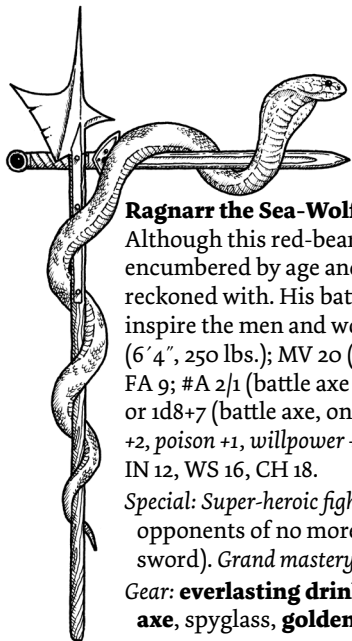 Ragnarr the Sea-Wolf
Although this red-bear
encumbered by age and
reckoned with. His bat
inspire the men and wo
(6′4″, 250 lbs.); MV 20 (
FA 9; #A 2/1 (battle axe
or 1d8+7 (battle axe, on
+2, poison +1, willpower
IN 12, WS 16, CH 18.
Special: Super-heroic figh
opponents of no more
sword). Grand mastery
Gear: everlasting drin
axe, spyglass, golden